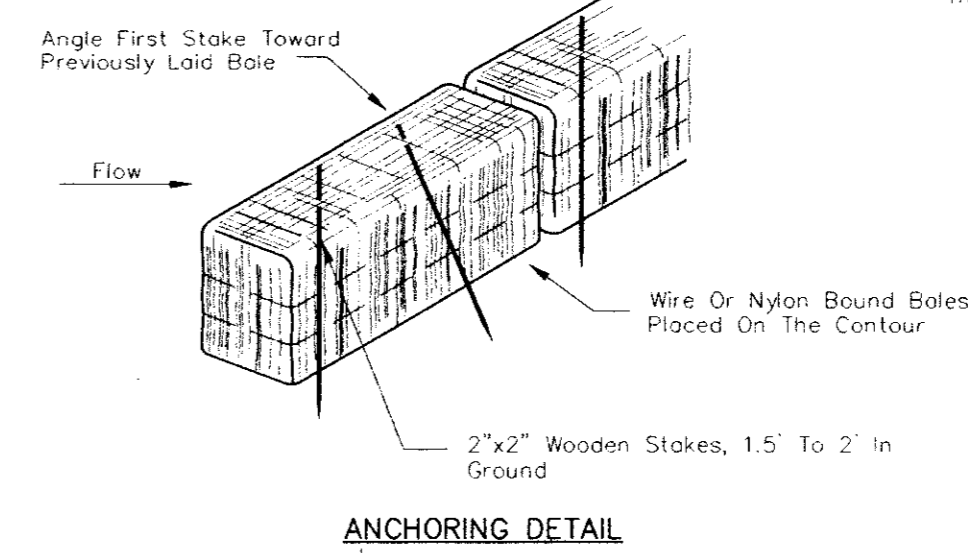 Angle First Stake Toward
Previously Laid Bale
Flow
Wire Or Nylon Bound Bales
Placed On The Contour
2"x2" Wooden Stakes, 1.5' To 2' In
Ground
ANCHORING DETAIL